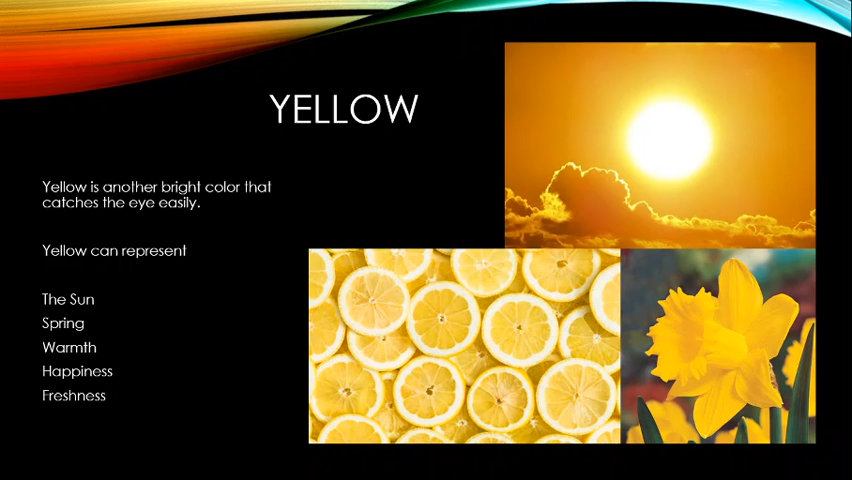 YELLOW
Yellow is another bright color that
catches the eye easily.
Yellow can represent
The Sun
Spring
Warmth
Happiness
Freshness